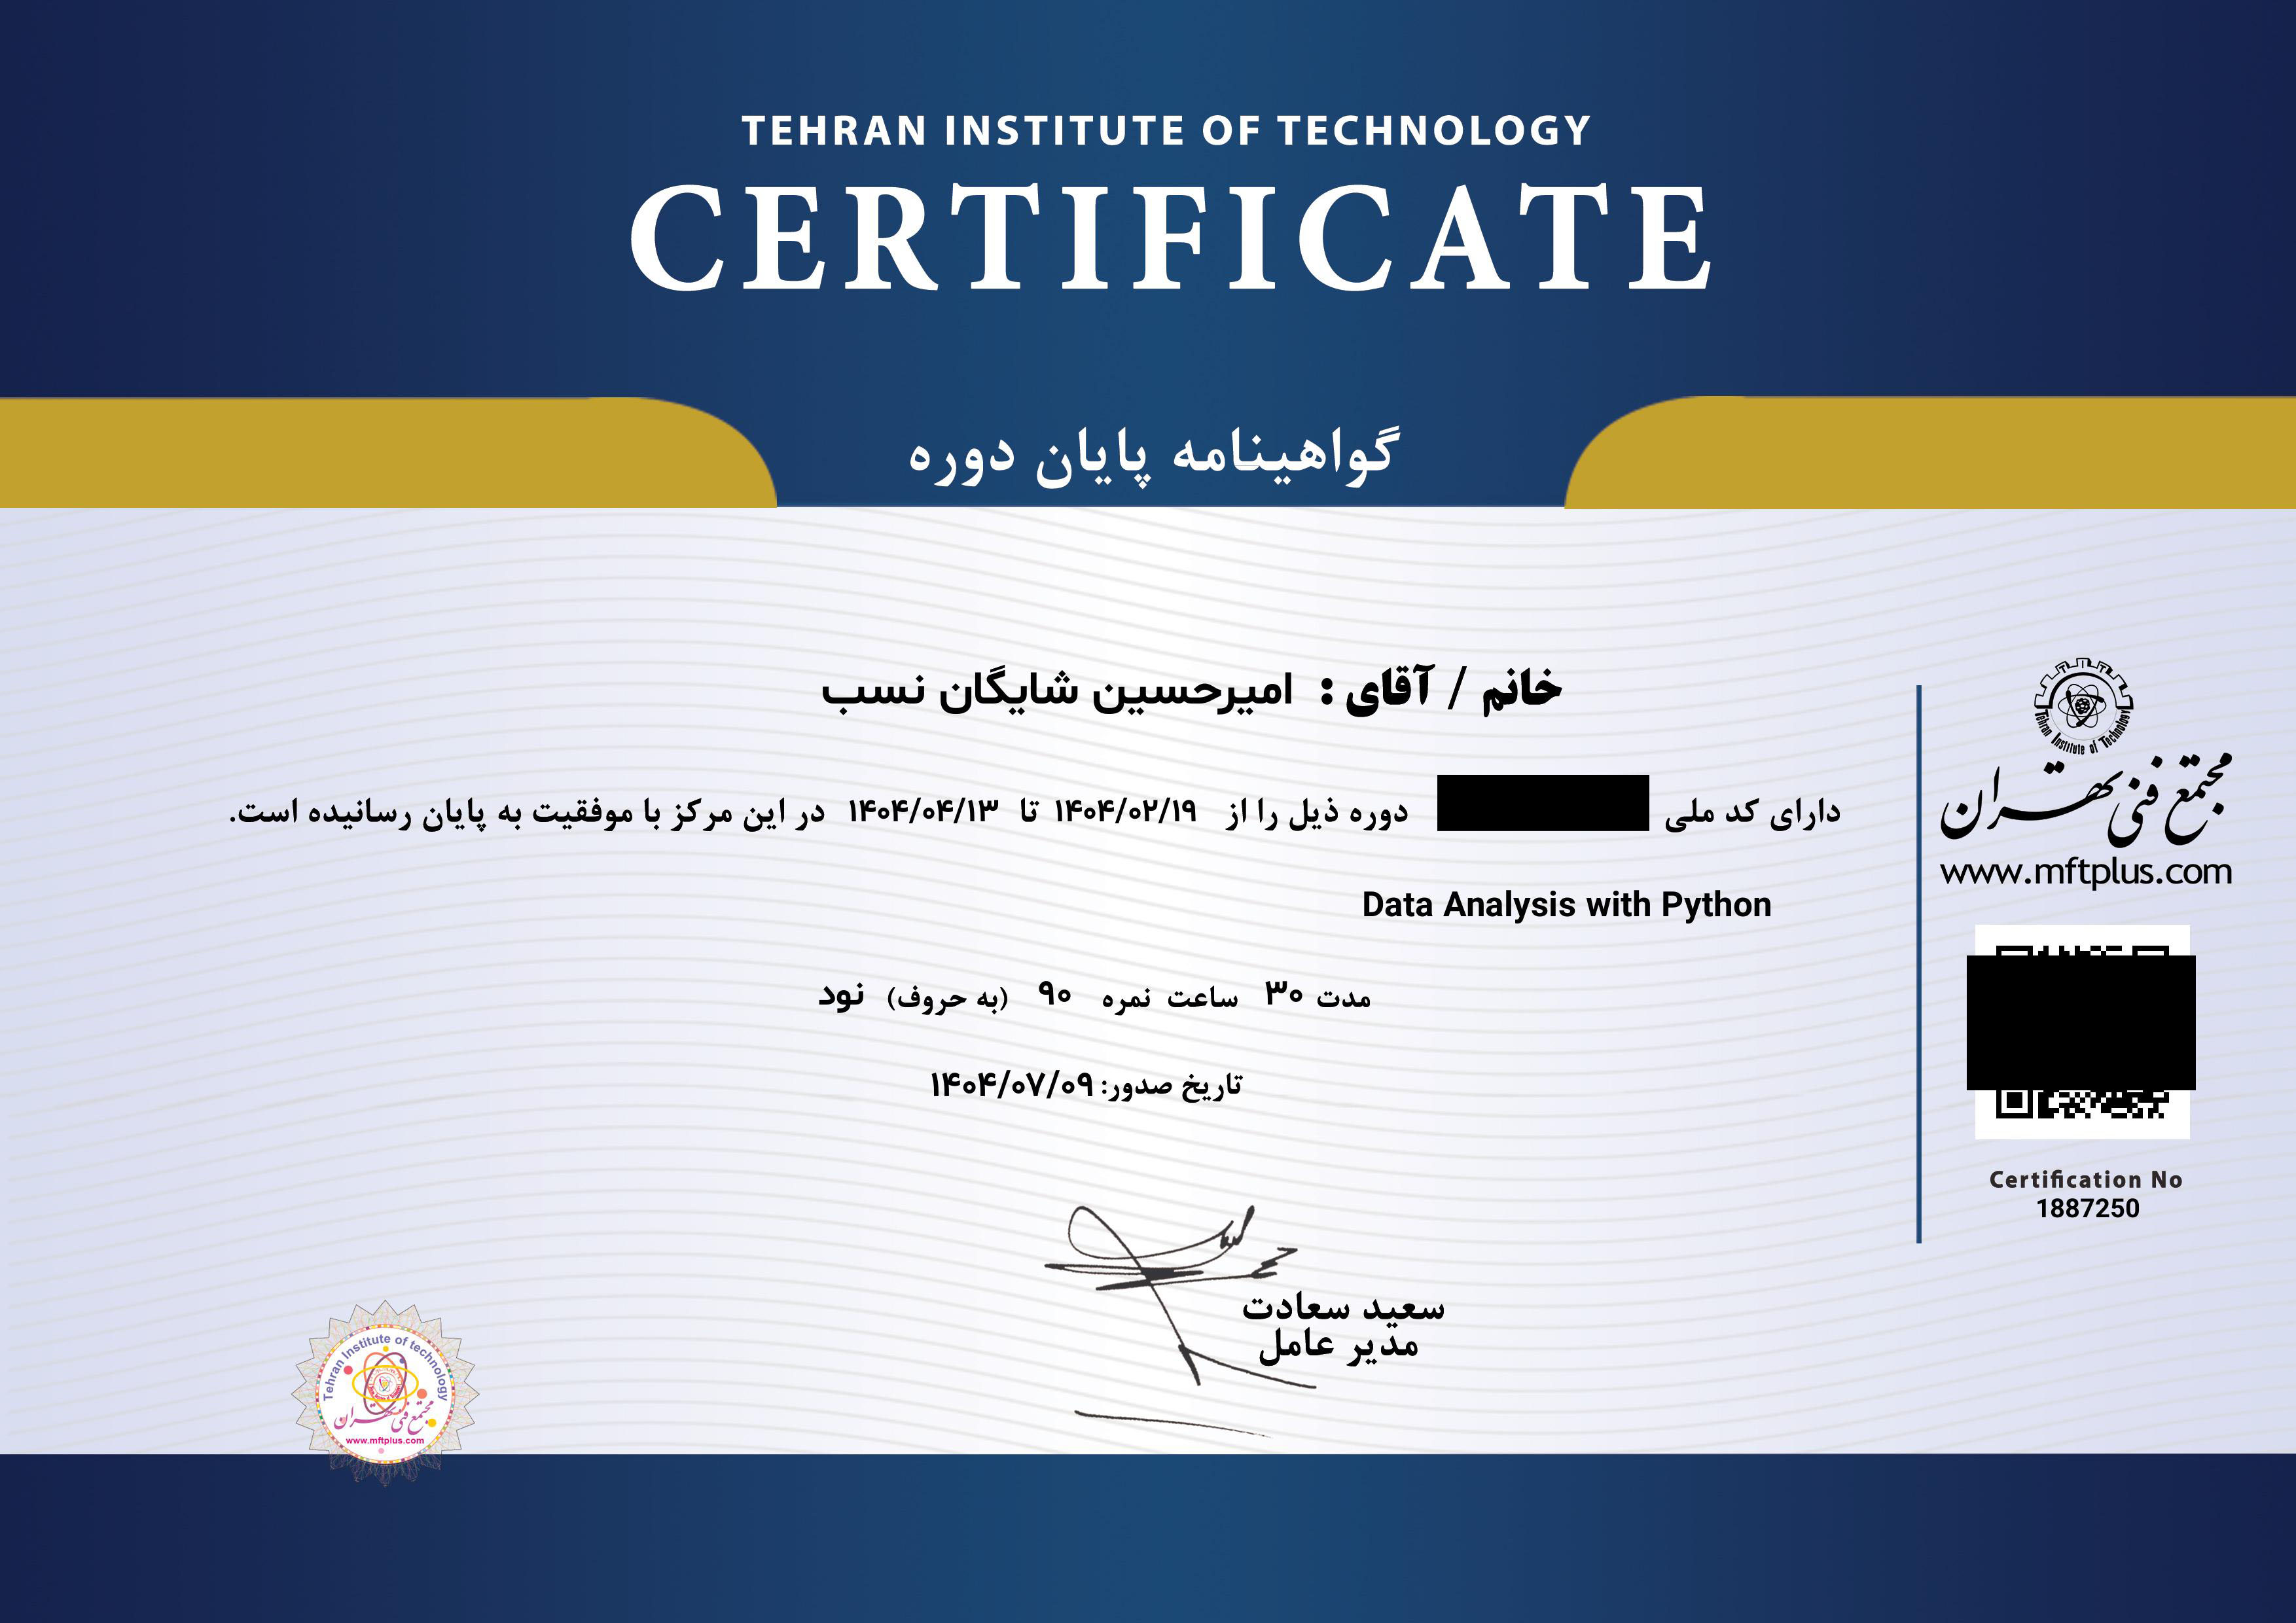 TEHRAN INSTITUTE OF TECHNOLOGY
CERTIFICATE
گواهینامه پایان دوره
خانم / آقای : امیرحسین شایگان نسب
دارای کد ملی دوره ذیل را از ۱۴۰۴/۰۲/۱۹ تا ۱۴۰۴/۰۴/۱۳ در این مرکز با موفقیت به پایان رسانیده است.
Data Analysis with Python
مدت ۳۰ ساعت نمره ۹۰ (به حروف) نود
تاریخ صدور: ۱۴۰۴/۰۷/۰۹
سعید سعادت
مدیر عامل
Tehran Institute of Technology
مجتمع فنی تهران
www.mftplus.com
Certification No
1887250
Tehran Institute of technology
مجتمع فنی تهران
www.mftplus.com